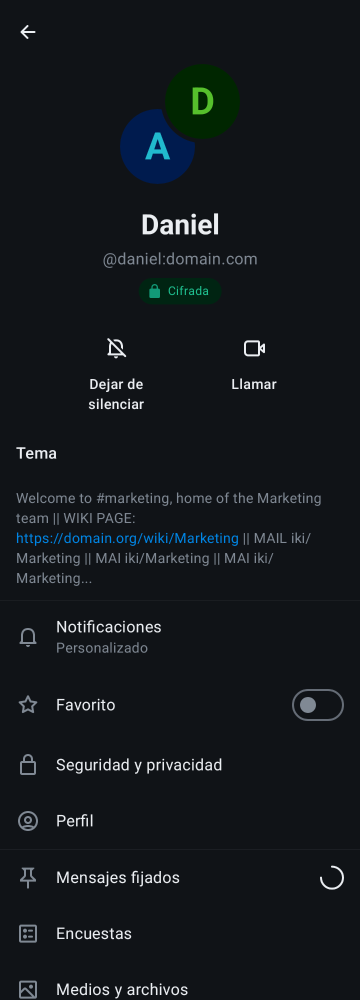 D
A
Daniel
@daniel:domain.com
Cifrada
Dejar de
silenciar
Llamar
Tema
Welcome to #marketing, home of the Marketing
team || WIKI PAGE:
https://domain.org/wiki/Marketing || MAIL iki/
Marketing || MAI iki/Marketing || MAI iki/
Marketing...
Notificaciones
Personalizado
Favorito
Seguridad y privacidad
Perfil
Mensajes fijados
Encuestas
Medios y archivos